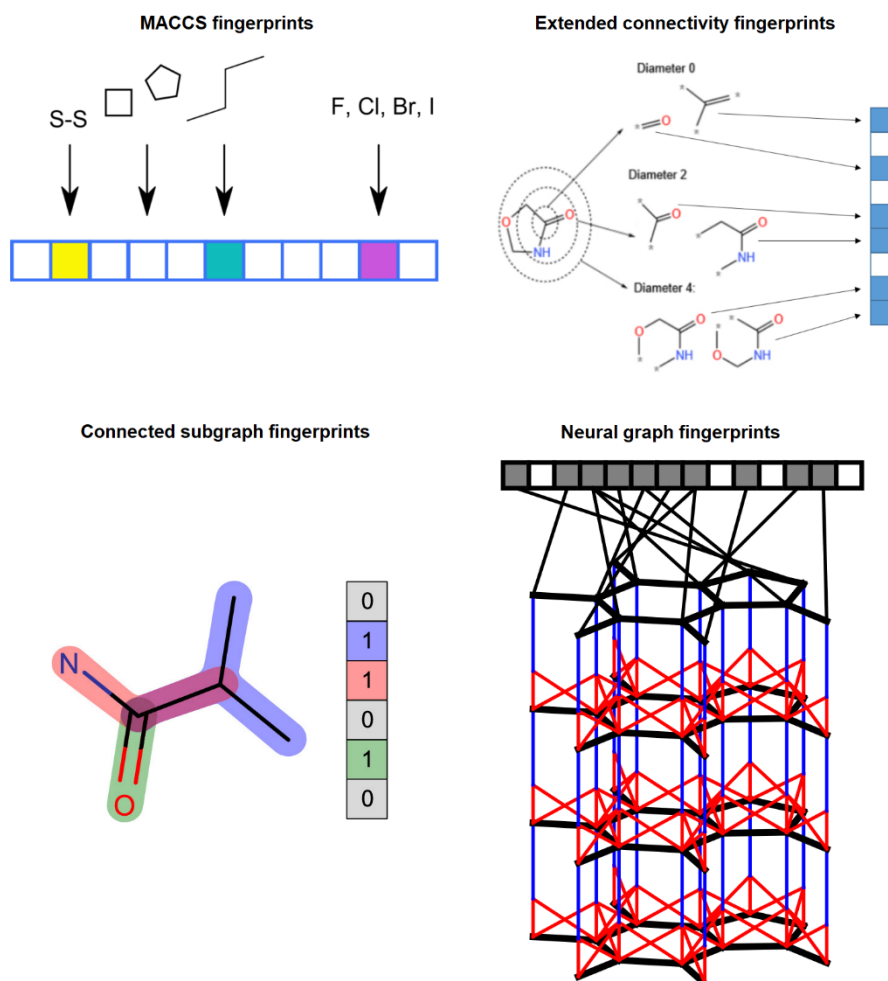 MACCS fingerprints
S-S
F, Cl, Br, I
Extended connectivity fingerprints
Diameter 0
* O
* * *
Diameter 2
O NH O
* O *
* O NH *
Diameter 4:
O O NH * *
* O O NH *
Connected subgraph fingerprints
N
O
0
1
1
0
1
0
Neural graph fingerprints